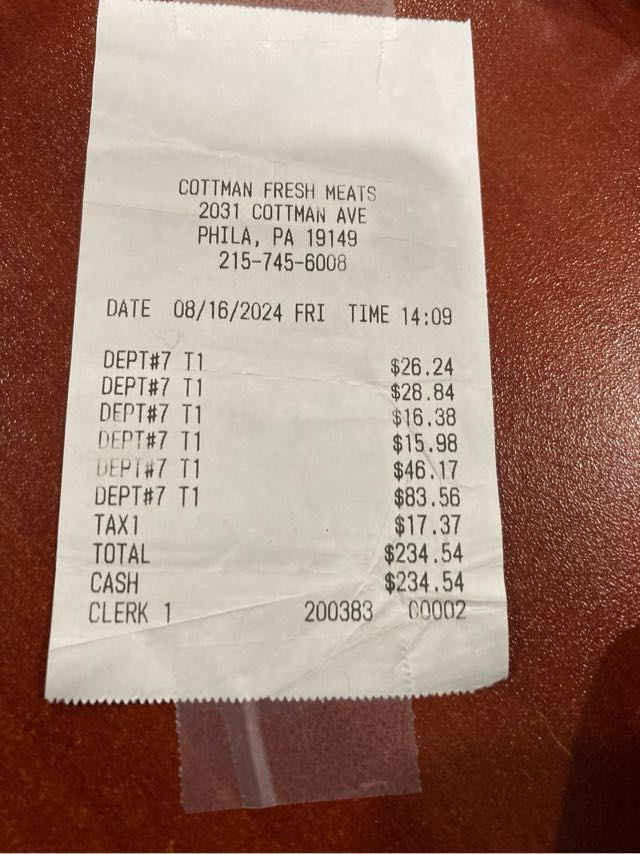 COTTMAN FRESH MEATS
2031 COTTMAN AVE
PHILA, PA 19149
215-745-6008
DATE 08/16/2024 FRI TIME 14:09
DEPT#7 T1 $26.24
DEPT#7 T1 $28.84
DEPT#7 T1 $16.38
DEPT#7 T1 $15.98
DEPT#7 T1 $46.17
DEPT#7 T1 $83.56
TAX1 $17.37
TOTAL $234.54
CASH $234.54
CLERK 1 200383 00002